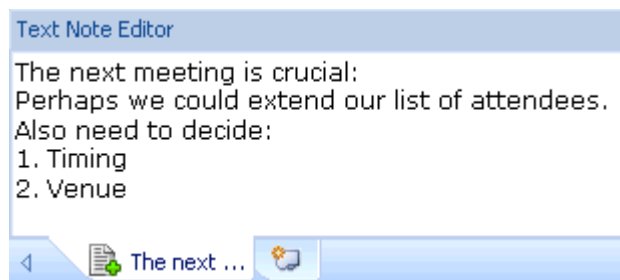 Text Note Editor
The next meeting is crucial:
Perhaps we could extend our list of attendees.
Also need to decide:
1. Timing
2. Venue
The next ...